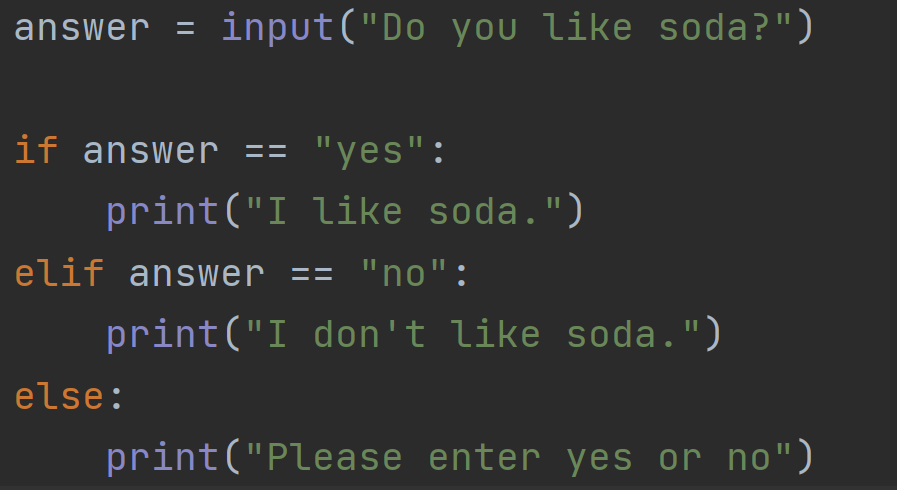 answer = input("Do you like soda?")
if answer == "yes":
    print("I like soda.")
elif answer == "no":
    print("I don't like soda.")
else:
    print("Please enter yes or no")